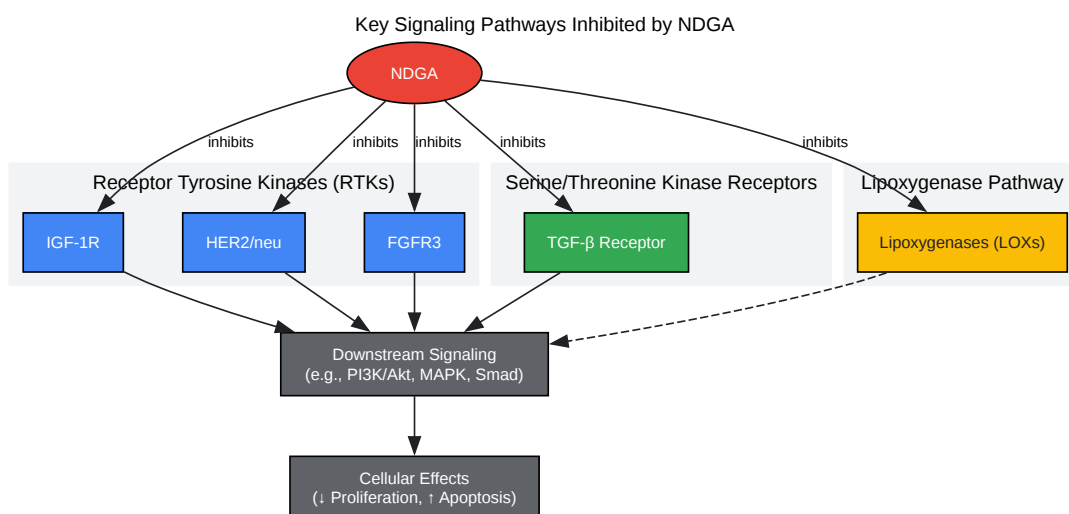 Key Signaling Pathways Inhibited by NDGA
NDGA
inhibits
inhibits
inhibits
inhibits
inhibits
Receptor Tyrosine Kinases (RTKs)
Serine/Threonine Kinase Receptors
Lipoxygenase Pathway
IGF-1R
HER2/neu
FGFR3
TGF-β Receptor
Lipoxygenases (LOXs)
Downstream Signaling
(e.g., PI3K/Akt, MAPK, Smad)
Cellular Effects
(↓ Proliferation, ↑ Apoptosis)